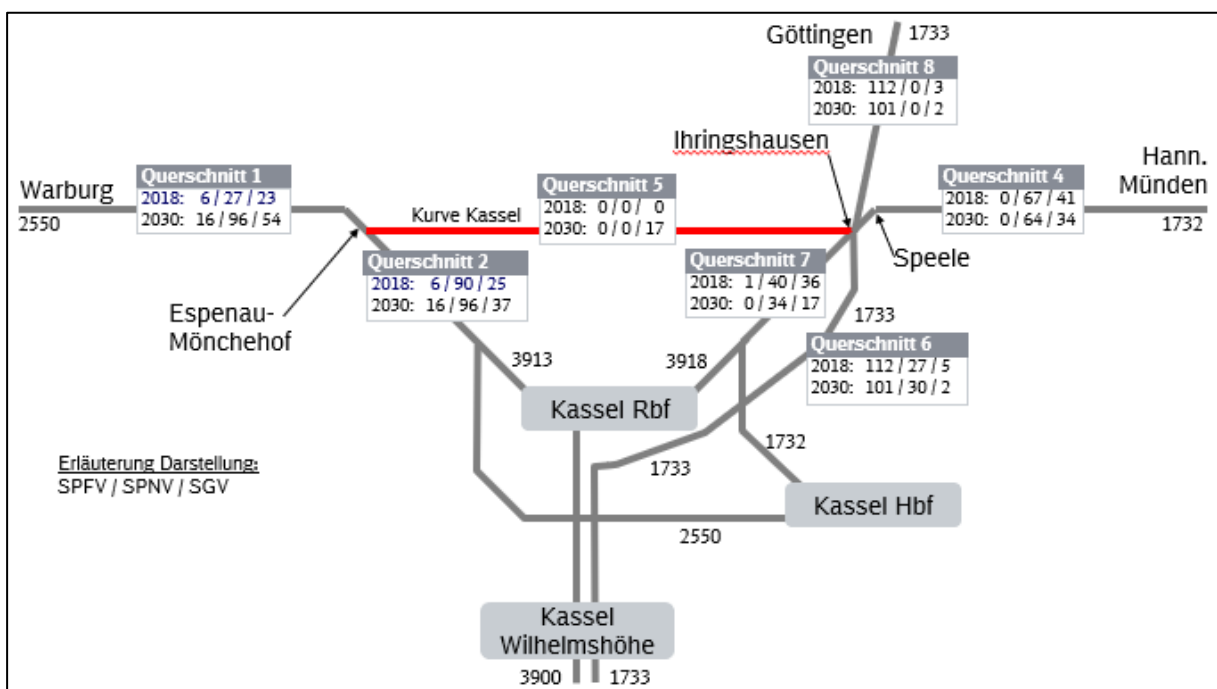 Göttingen
1733
Querschnitt 8
2018: 112 / 0 / 3
2030: 101 / 0 / 2
Ihringshausen
Hann.
Münden
Warburg
2550
Querschnitt 1
2018: 6 / 27 / 23
2030: 16 / 96 / 54
Kurve Kassel
Querschnitt 5
2018: 0 / 0 / 0
2030: 0 / 0 / 17
Querschnitt 4
2018: 0 / 67 / 41
2030: 0 / 64 / 34
1732
Speele
Querschnitt 2
2018: 6 / 90 / 25
2030: 16 / 96 / 37
Querschnitt 7
2018: 1 / 40 / 36
2030: 0 / 34 / 17
Espenau-
Mönchehof
1733
Querschnitt 6
2018: 112 / 27 / 5
2030: 101 / 30 / 2
3913
3918
Kassel Rbf
1732
1733
Erläuterung Darstellung:
SPFV / SPNV / SGV
Kassel Hbf
2550
Kassel
Wilhelmshöhe
3900
1733